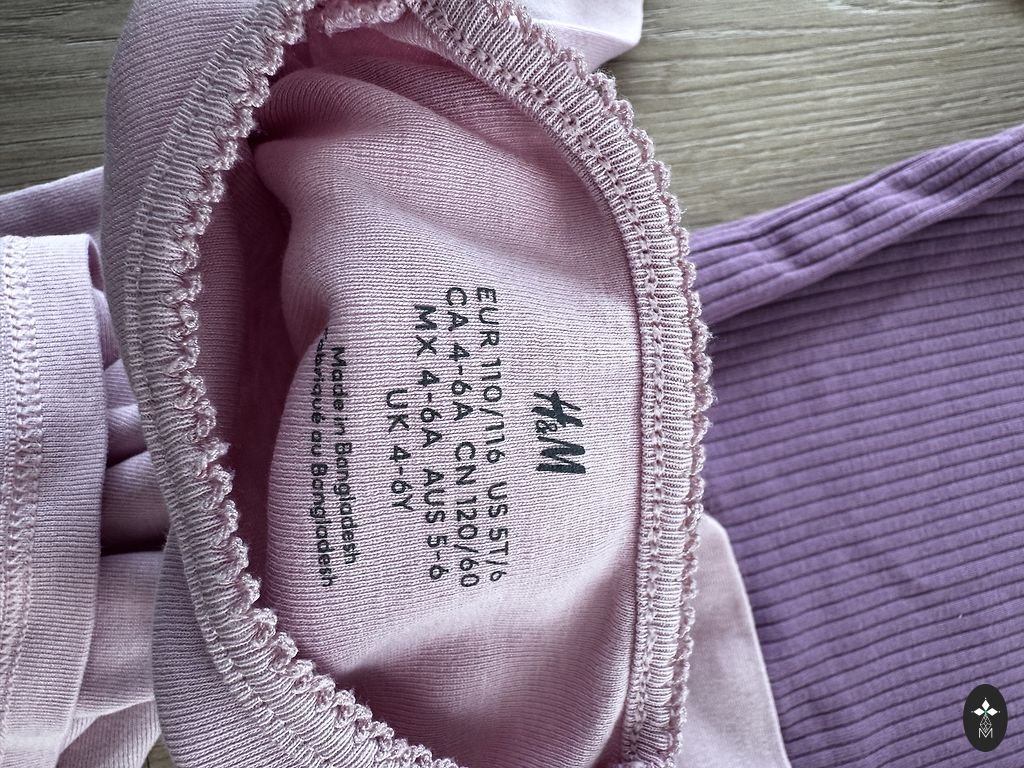 H&M
EUR 110/116 US 5T/6
CA 4-6A CN 120/60
MX 4-6A AUS 5-6
UK 4-6Y
Made in Bangladesh
Fabriqué au Bangladesh
M